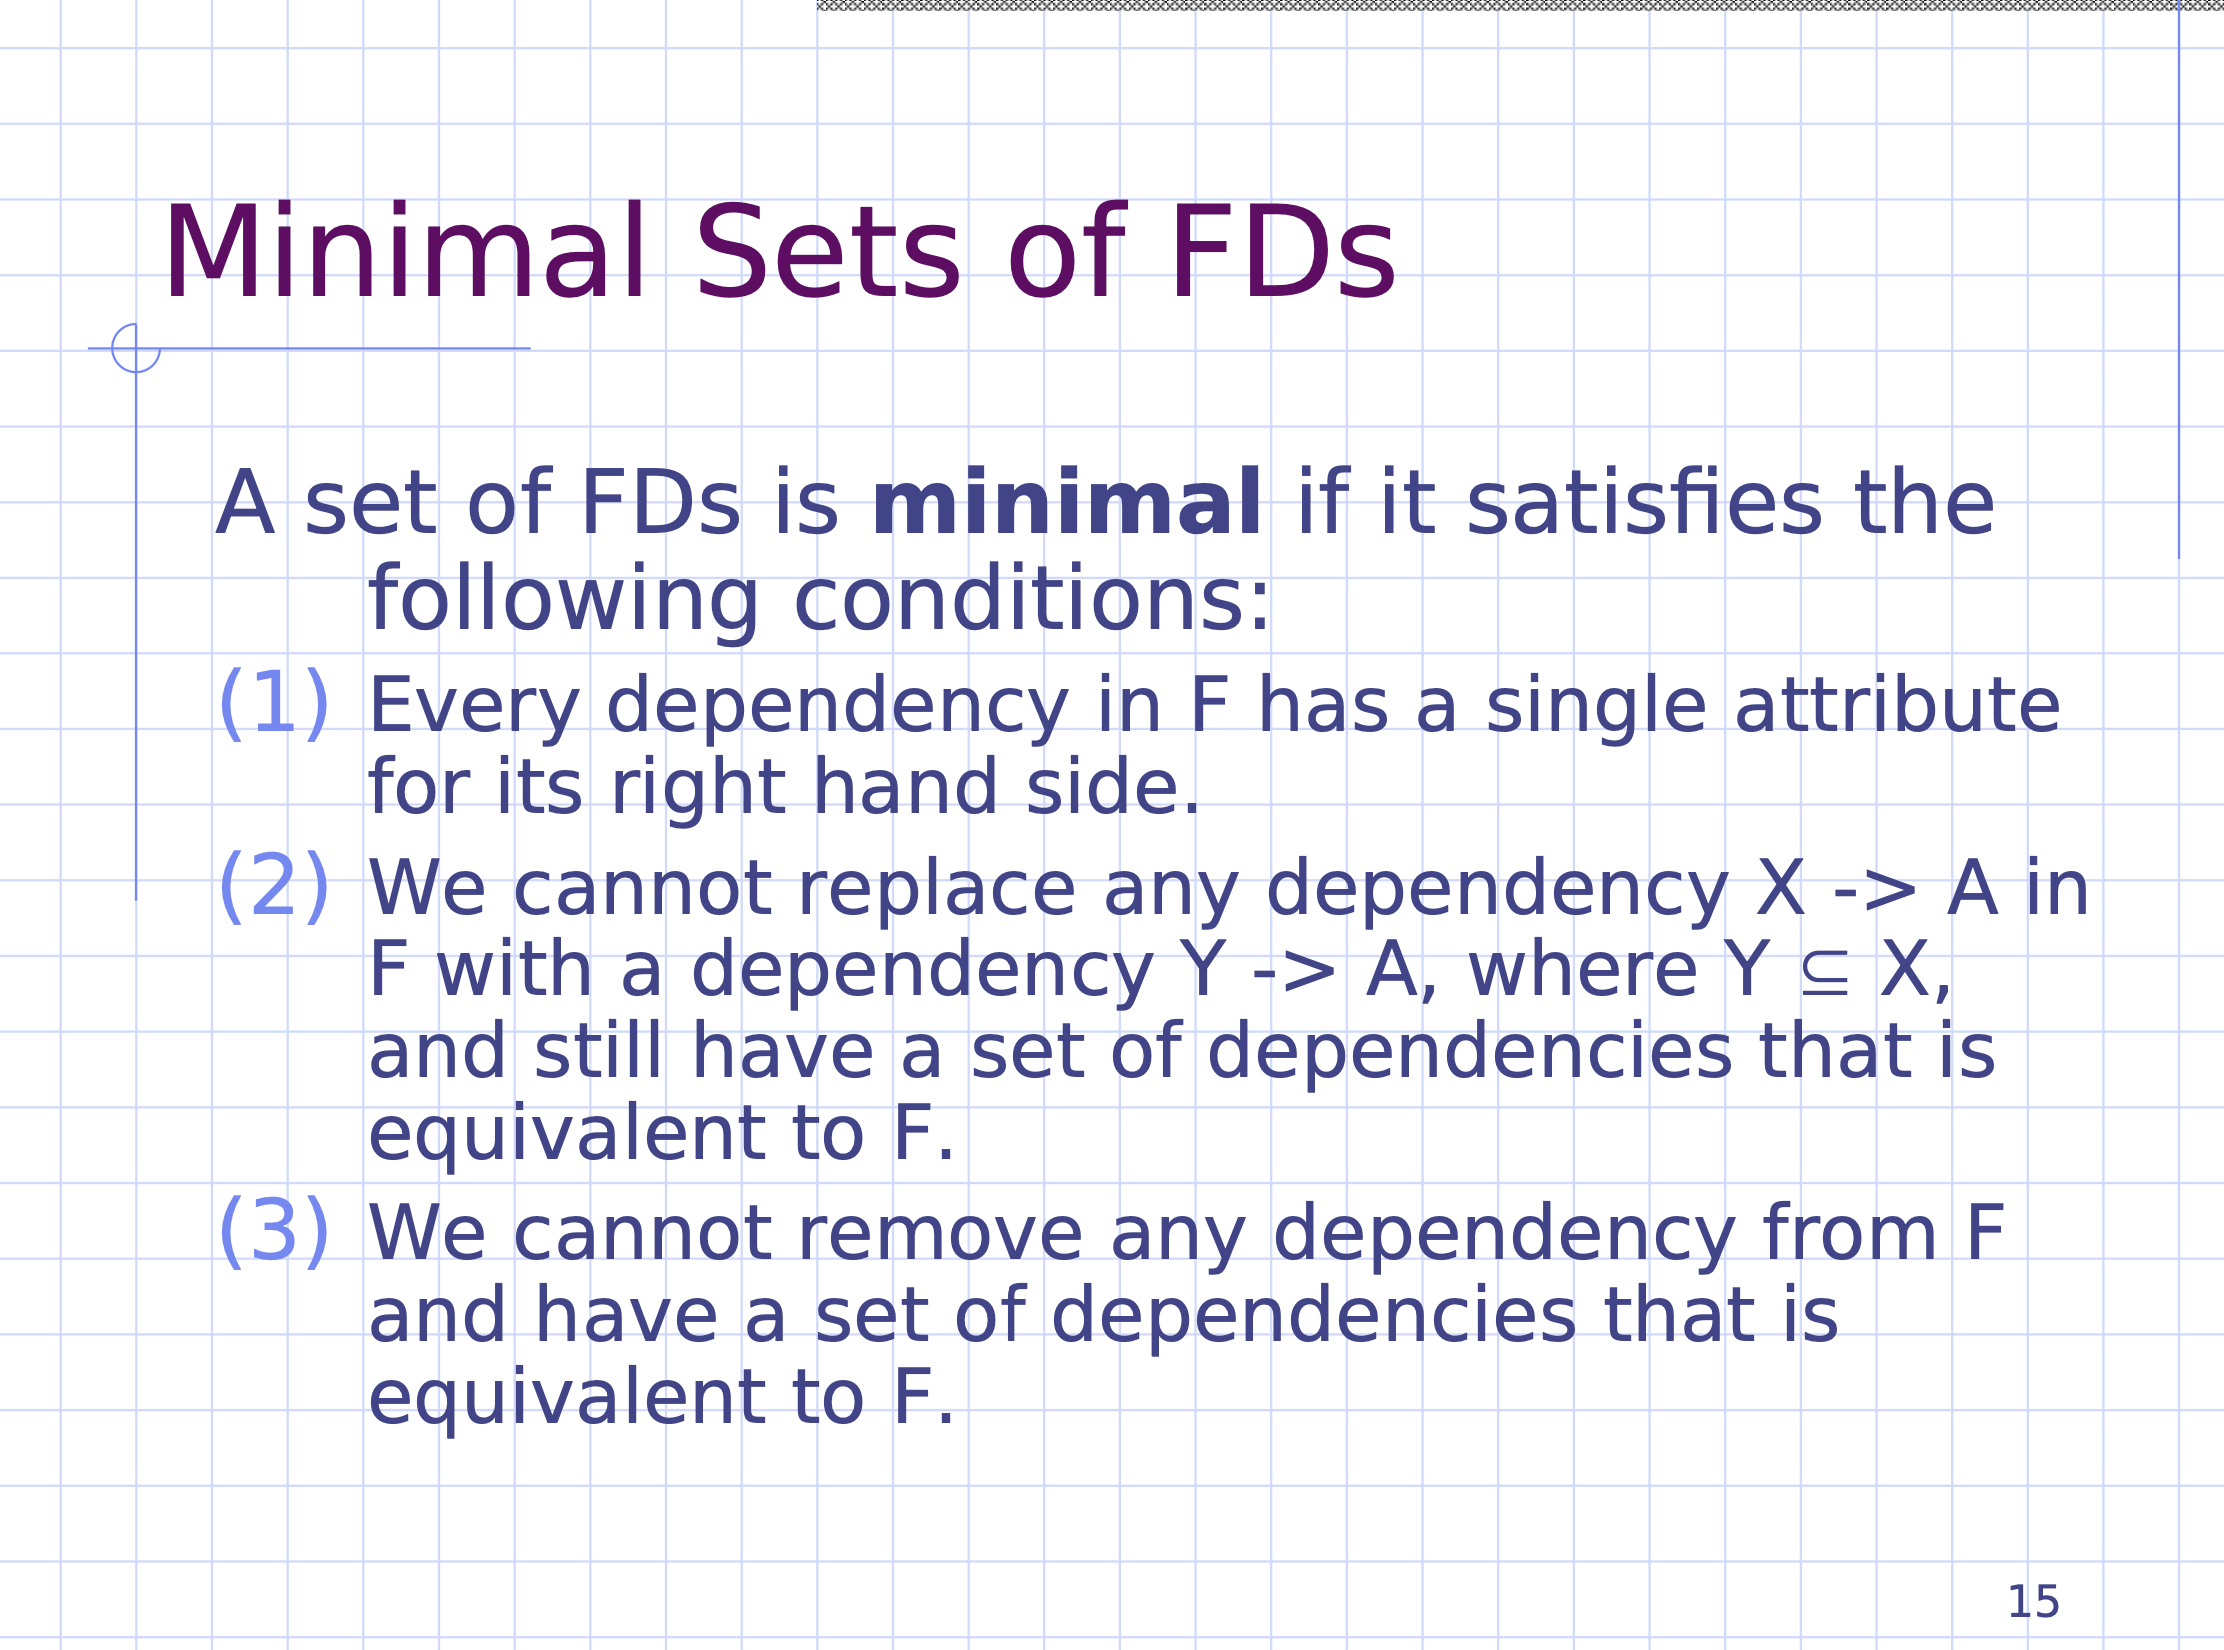 Minimal Sets of FDs
A set of FDs is minimal if it satisfies the
following conditions:
(1) Every dependency in F has a single attribute
for its right hand side.
(2) We cannot replace any dependency X -> A in
F with a dependency Y -> A, where Y ⊆ X,
and still have a set of dependencies that is
equivalent to F.
(3) We cannot remove any dependency from F
and have a set of dependencies that is
equivalent to F.
15